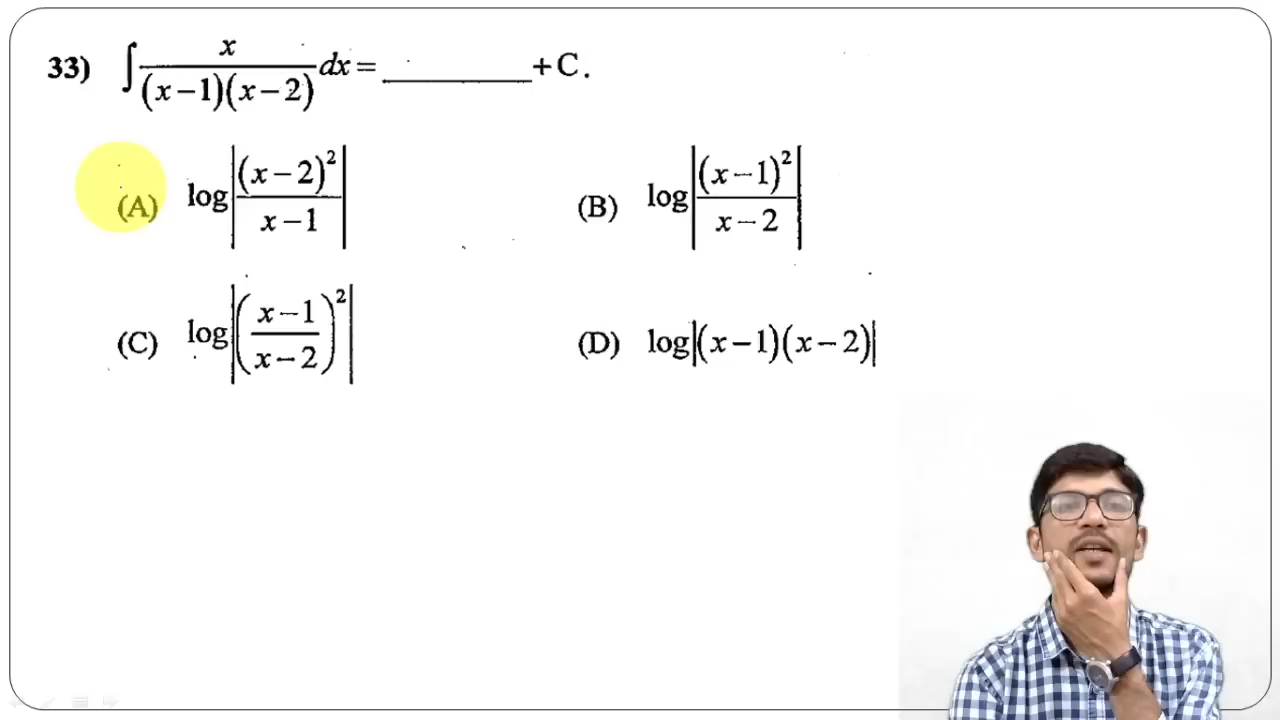 33) ∫ x/((x−1)(x−2)) dx = __________ + C.
(A) log|(x−2)²/(x−1)| (B) log|(x−1)²/(x−2)|
(C) log|((x−1)/(x−2))²| (D) log|(x−1)(x−2)|